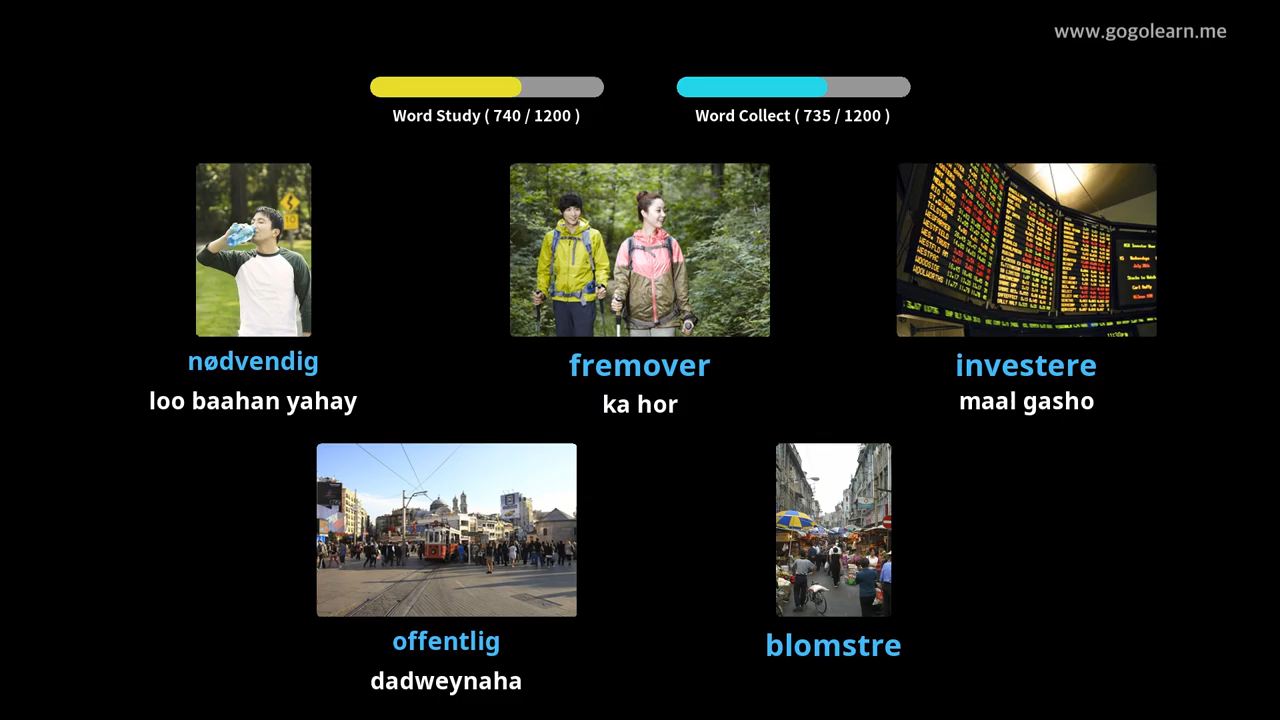 www.gogolearn.me
Word Study ( 740 / 1200 )
Word Collect ( 735 / 1200 )
nødvendig
loo baahan yahay
fremover
ka hor
investere
maal gasho
offentlig
dadweynaha
blomstre